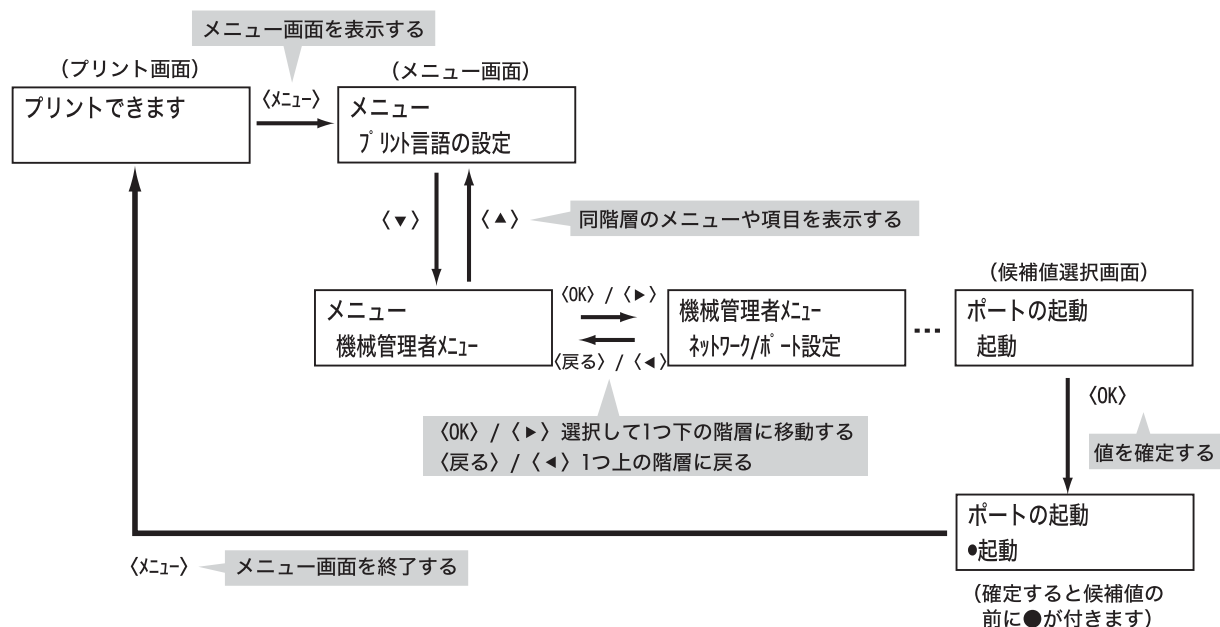 メニュー画面を表示する
(プリント画面)
(メニュー画面)
プリントできます
〈メニュー〉
メニュー
プリント言語の設定
〈▼〉
〈▲〉
同階層のメニューや項目を表示する
(候補値選択画面)
メニュー
機械管理者メニュー
〈OK〉 / 〈▶〉
〈戻る〉 / 〈◀〉
機械管理者メニュー
ネットワーク/ポート設定
…
ポートの起動
起動
〈OK〉
〈OK〉 / 〈▶〉 選択して1つ下の階層に移動する
〈戻る〉 / 〈◀〉 1つ上の階層に戻る
値を確定する
ポートの起動
●起動
〈メニュー〉
メニュー画面を終了する
(確定すると候補値の
前に●が付きます)